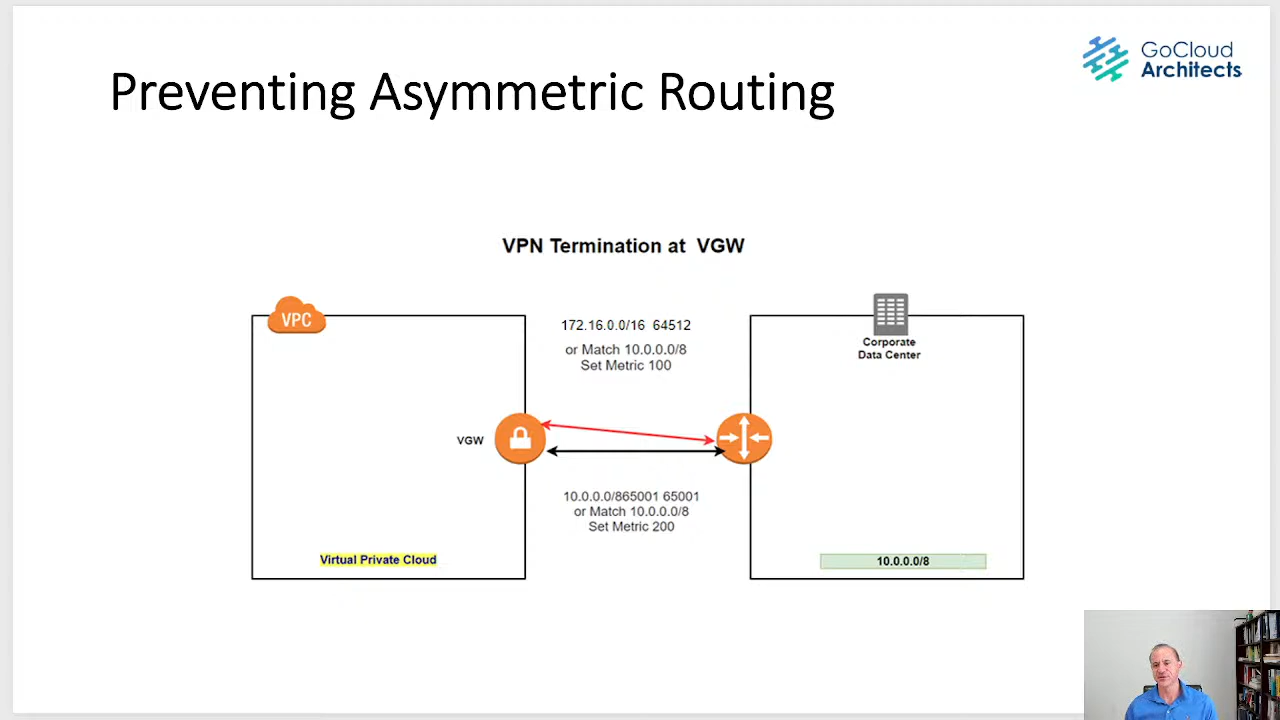 GoCloud
Architects
Preventing Asymmetric Routing
VPN Termination at VGW
VPC
172.16.0.0/16 64512
or Match 10.0.0.0/8
Set Metric 100
Corporate
Data Center
VGW
10.0.0.0/865001 65001
or Match 10.0.0.0/8
Set Metric 200
Virtual Private Cloud
10.0.0.0/8